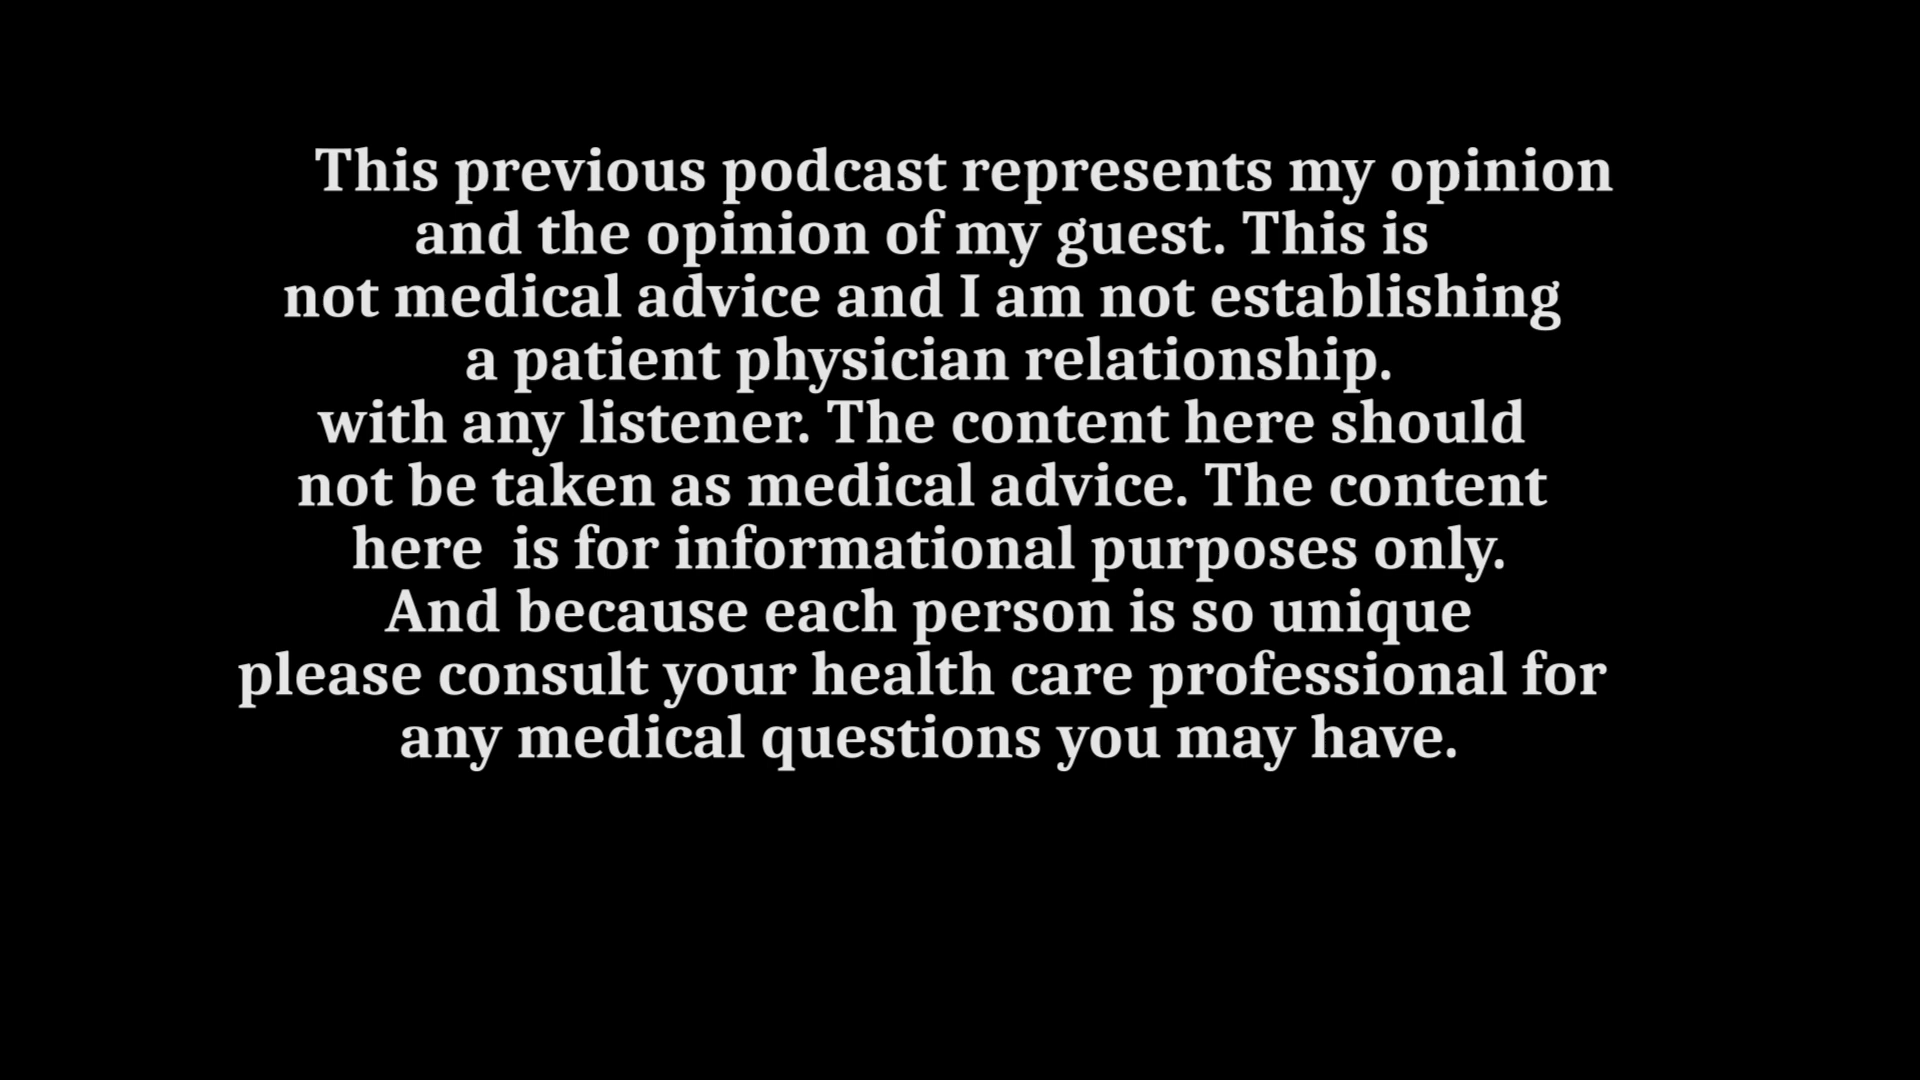 This previous podcast represents my opinion
and the opinion of my guest. This is
not medical advice and I am not establishing
a patient physician relationship.
with any listener. The content here should
not be taken as medical advice. The content
here  is for informational purposes only.
And because each person is so unique
please consult your health care professional for
any medical questions you may have.